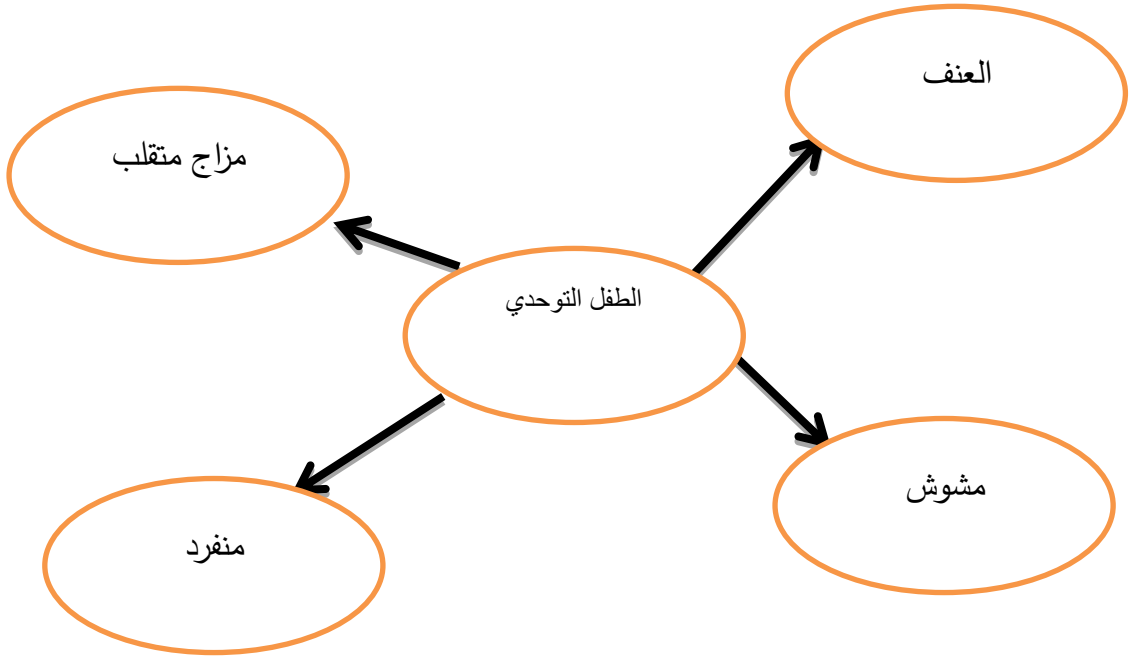 العنف
مزاج متقلب
الطفل التوحدي
مشوش
منفرد